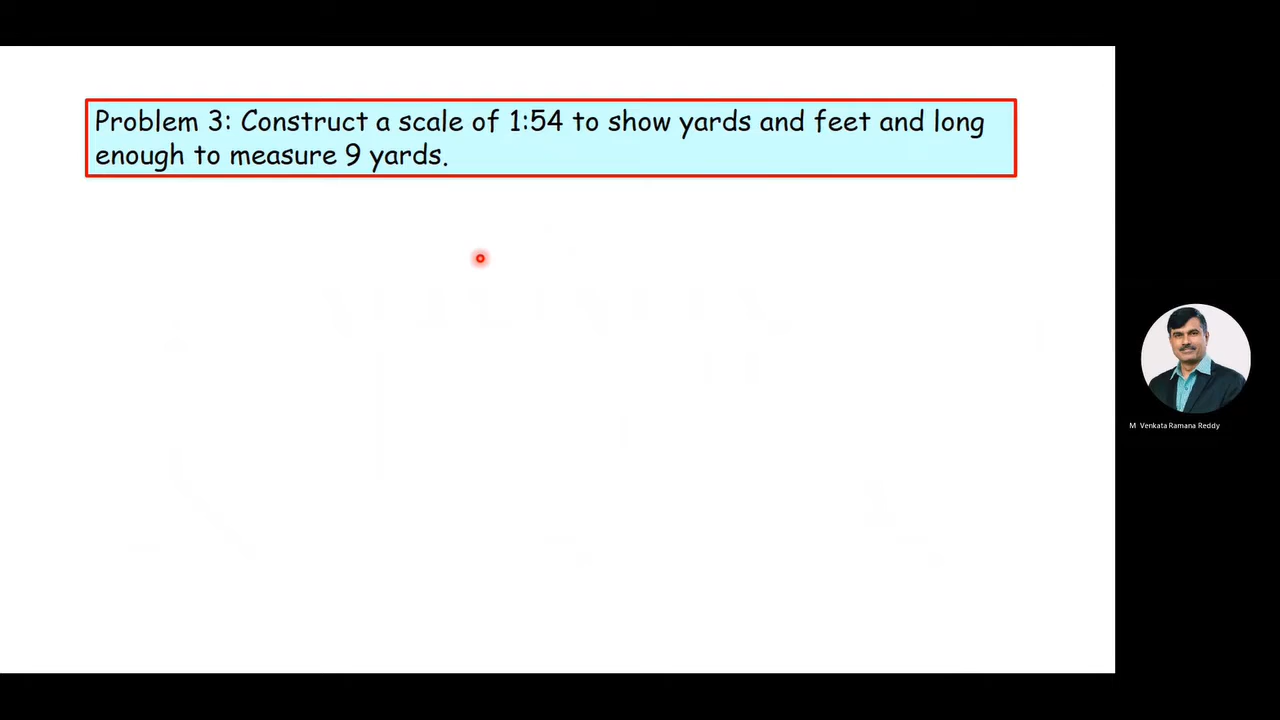 Problem 3: Construct a scale of 1:54 to show yards and feet and long
enough to measure 9 yards.
M Venkata Ramana Reddy